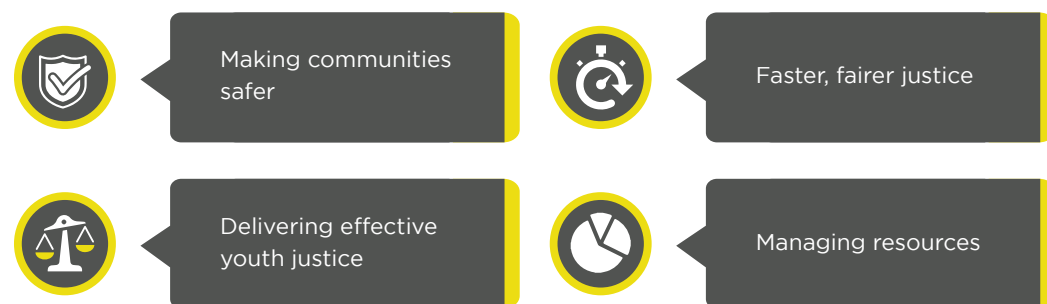 Making communities
safer
Faster, fairer justice
Delivering effective
youth justice
Managing resources